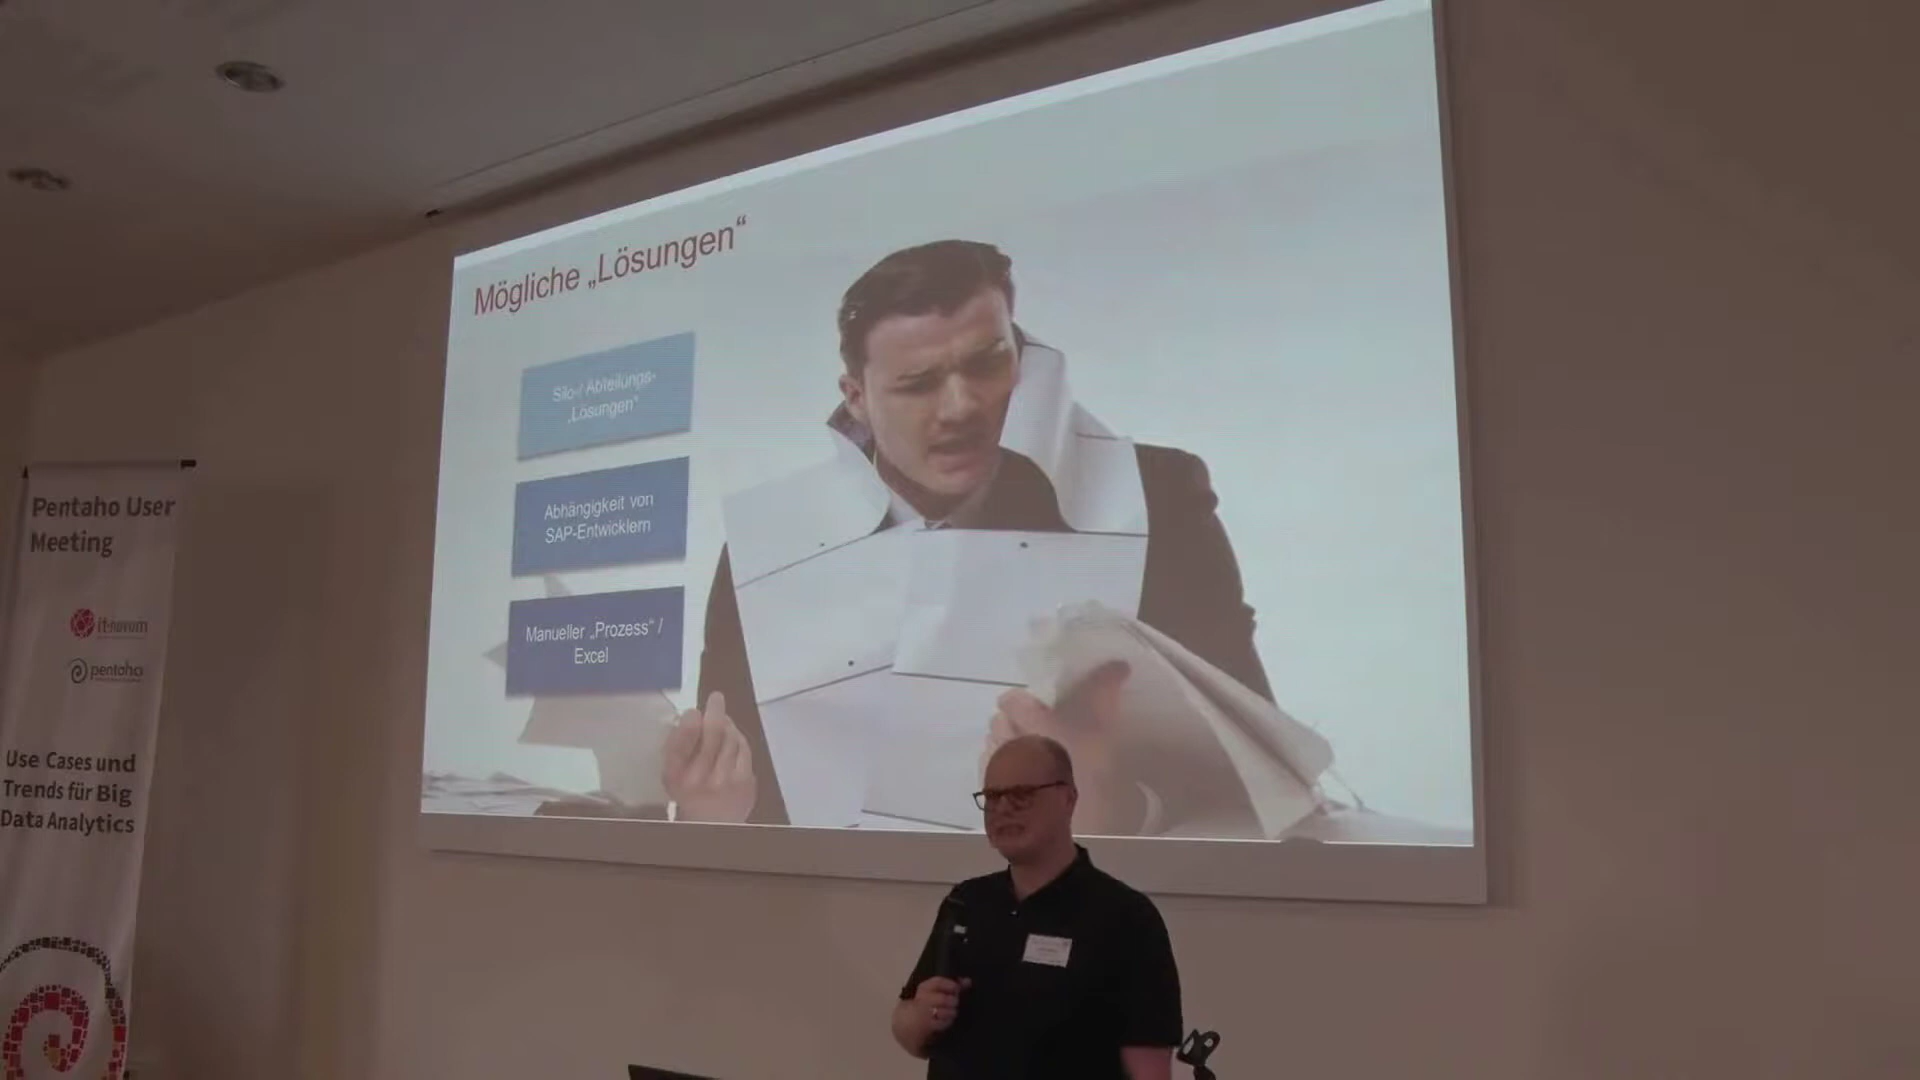 Mögliche „Lösungen“
Silo-/ Abteilungs-
„Lösungen“
Abhängigkeit von
SAP-Entwicklern
Manueller „Prozess“ /
Excel
Pentaho User
Meeting
it-novum
pentaho
Use Cases und
Trends für Big
Data Analytics